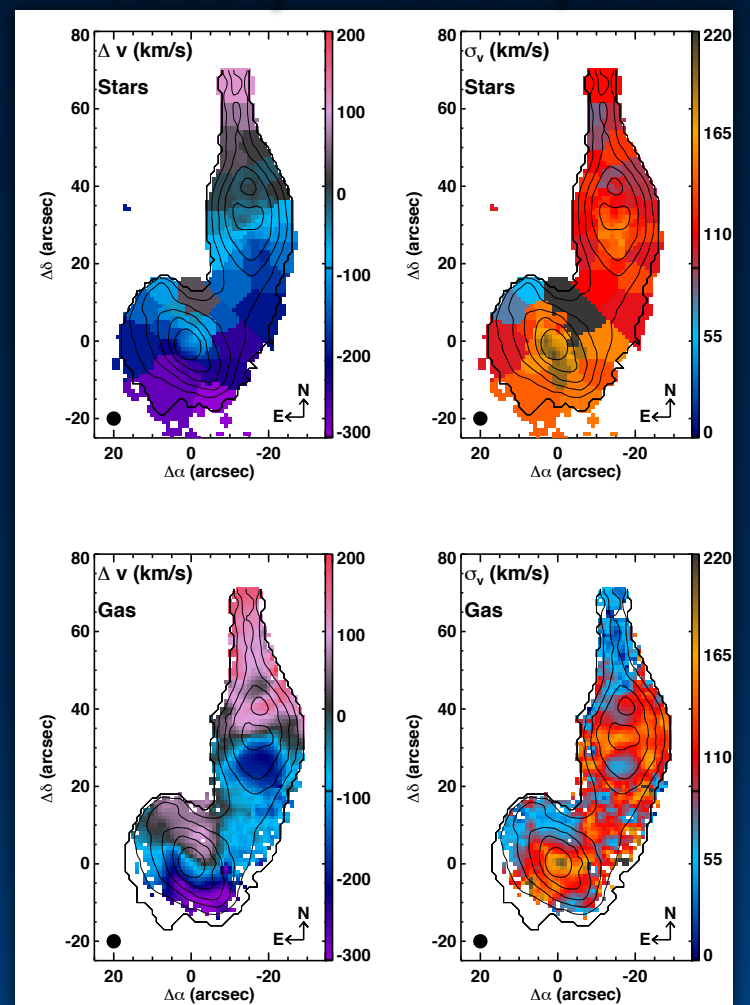 Δ v (km/s)
Stars
80
60
40
20
0
-20
Δδ (arcsec)
20 0 -20
Δα (arcsec)
N
E
200
100
0
-100
-200
-300
σv (km/s)
Stars
80
60
40
20
0
-20
Δδ (arcsec)
20 0 -20
Δα (arcsec)
N
E
220
165
110
55
0
Δ v (km/s)
Gas
80
60
40
20
0
-20
Δδ (arcsec)
20 0 -20
Δα (arcsec)
N
E
200
100
0
-100
-200
-300
σv (km/s)
Gas
80
60
40
20
0
-20
Δδ (arcsec)
20 0 -20
Δα (arcsec)
N
E
220
165
110
55
0